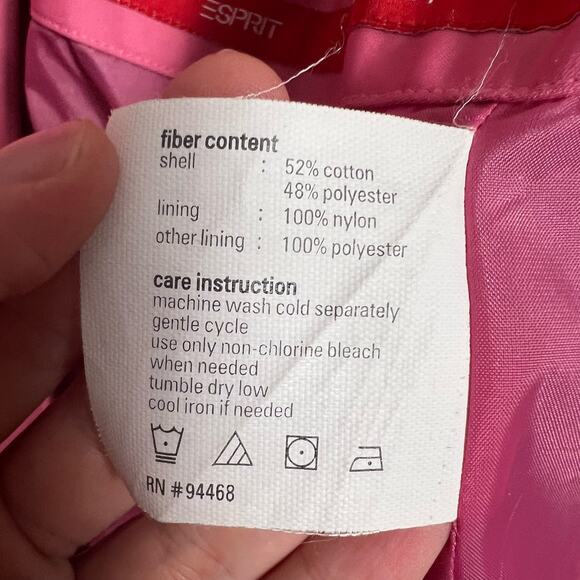 ESPRIT
fiber content
shell : 52% cotton
48% polyester
lining : 100% nylon
other lining : 100% polyester
care instruction
machine wash cold separately
gentle cycle
use only non-chlorine bleach
when needed
tumble dry low
cool iron if needed
RN #94468